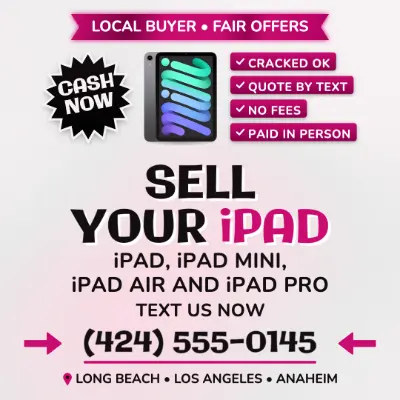 LOCAL BUYER • FAIR OFFERS
CASH
NOW
✓ CRACKED OK
✓ QUOTE BY TEXT
✓ NO FEES
✓ PAID IN PERSON
SELL
YOUR iPAD
iPAD, iPAD MINI,
iPAD AIR AND iPAD PRO
TEXT US NOW
(424) 555-0145
LONG BEACH • LOS ANGELES • ANAHEIM